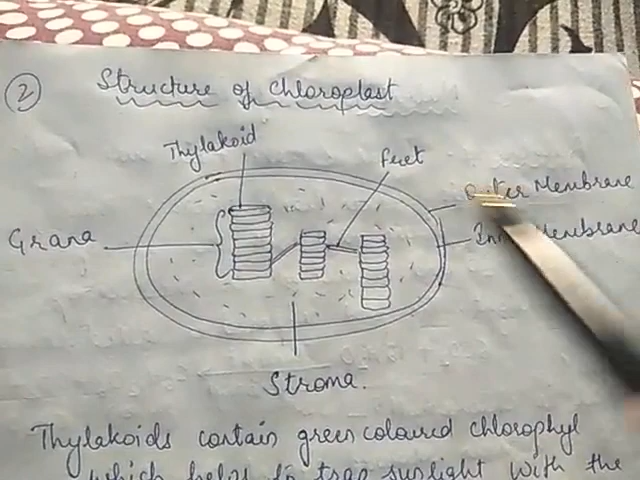 2
Structure of Chloroplast
Thylakoid
fret
Outer Membrane
Grana
Membrane
Stroma.
Thylakoids contain green coloured chlorophyl
which helps to trap sunlight with the